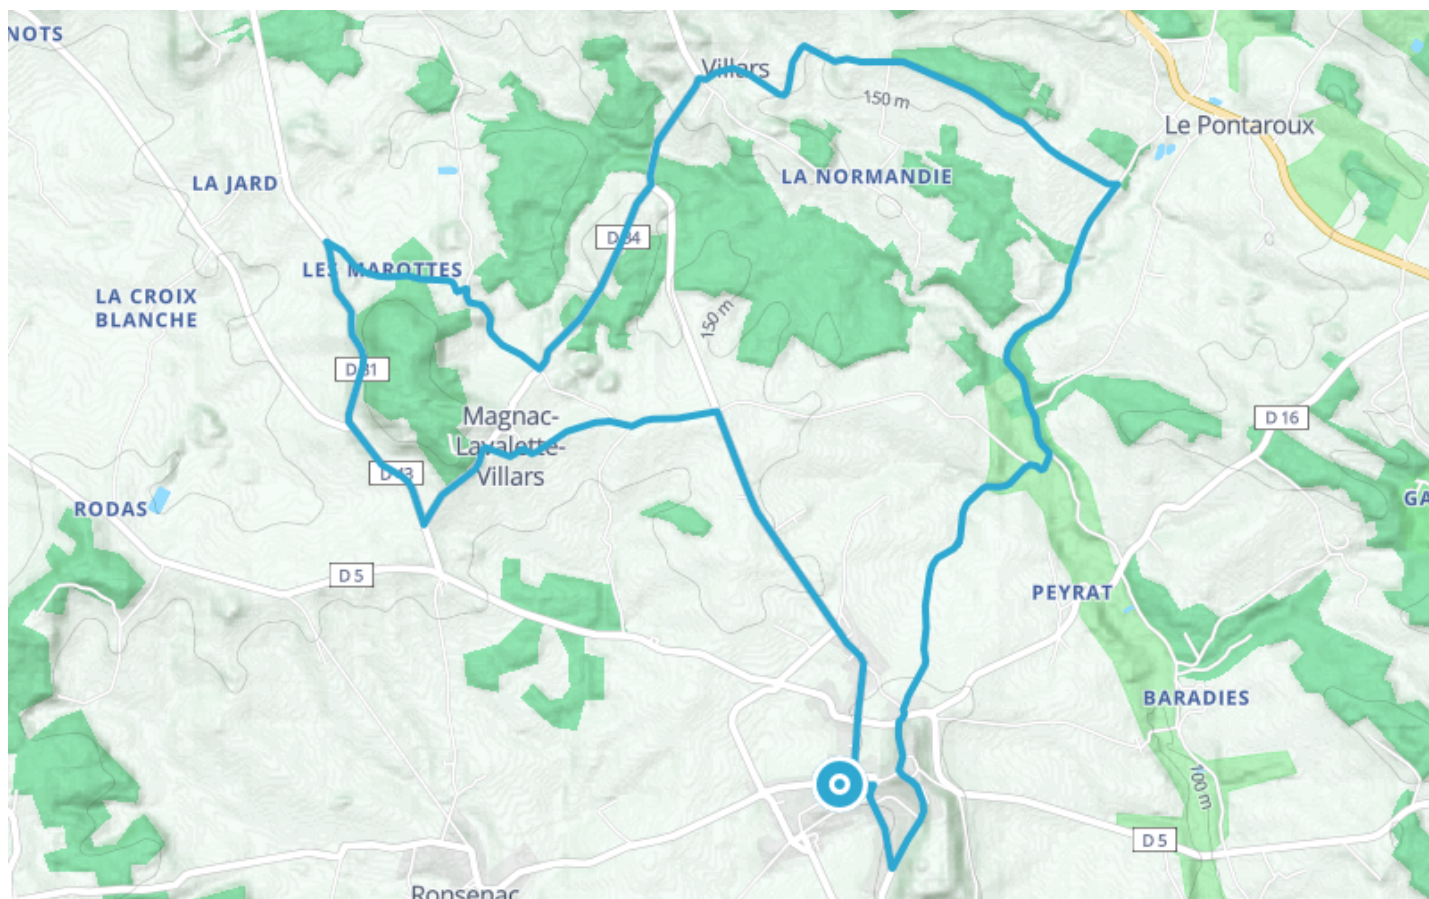 NOTS
Villars
150 m
Le Pontaroux
LA JARD
LA NORMANDIE
D 84
LES MAROTTES
LA CROIX
BLANCHE
150 m
D 81
Magnac-
Lavalette-
Villars
D 16
D 43
RODAS
GA
D 5
PEYRAT
BARADIES
100 m
D 5
Ronsenac